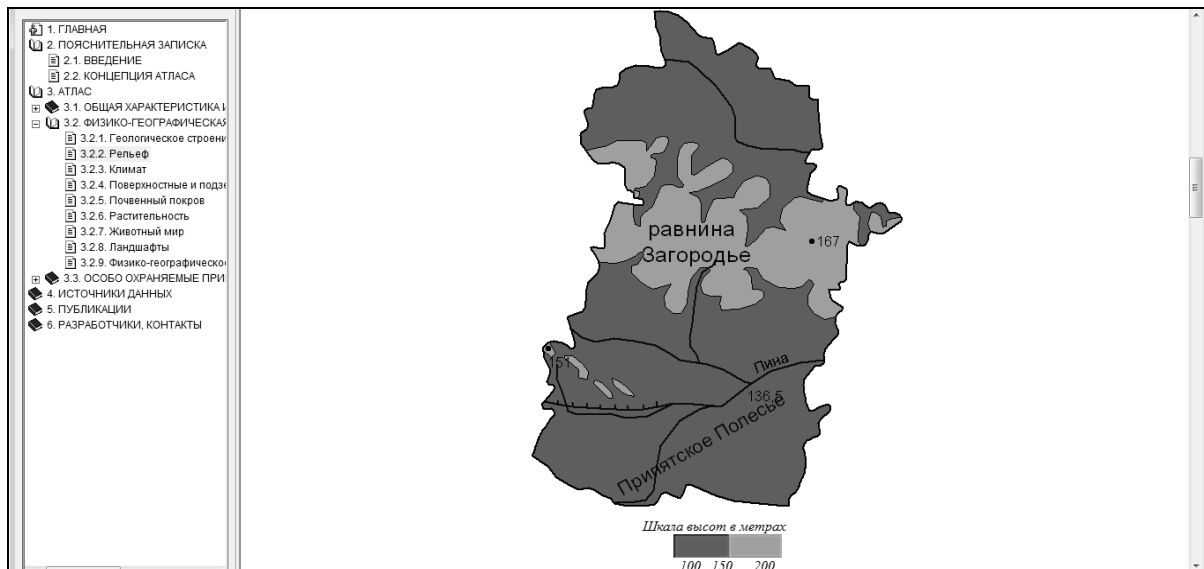 1. ГЛАВНАЯ
2. ПОЯСНИТЕЛЬНАЯ ЗАПИСКА
2.1. ВВЕДЕНИЕ
2.2. КОНЦЕПЦИЯ АТЛАСА
3. АТЛАС
3.1. ОБЩАЯ ХАРАКТЕРИСТИКА И
3.2. ФИЗИКО-ГЕОГРАФИЧЕСКАЯ
3.2.1. Геологическое строени
3.2.2. Рельеф
3.2.3. Климат
3.2.4. Поверхностные и подзе
3.2.5. Почвенный покров
3.2.6. Растительность
3.2.7. Животный мир
3.2.8. Ландшафты
3.2.9. Физико-географическо
3.3. ОСОБО ОХРАНЯЕМЫЕ ПРИ
4. ИСТОЧНИКИ ДАННЫХ
5. ПУБЛИКАЦИИ
6. РАЗРАБОТЧИКИ, КОНТАКТЫ
равнина
Загородье
167
151
Пина
136,5
Припятское Полесье
Шкала высот в метрах
100 150 200